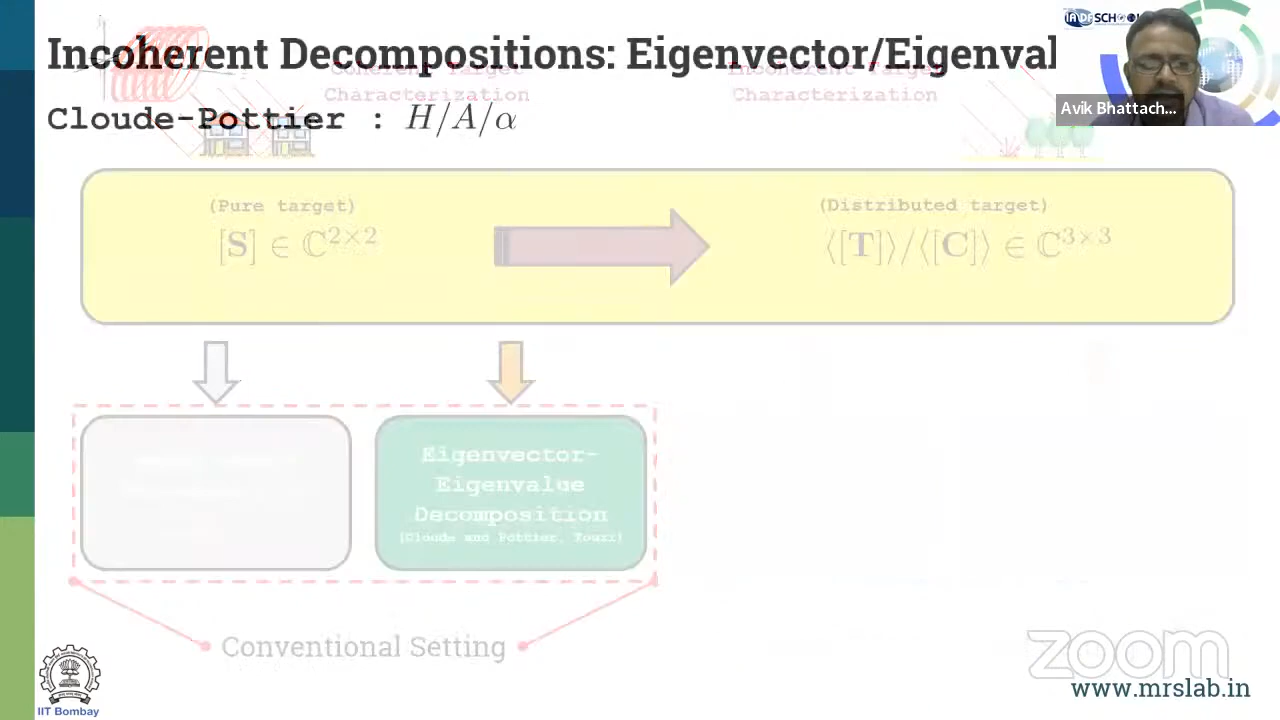 Incoherent Decompositions: Eigenvector/Eigenval
Coherent Target
Characterization
Incoherent Target
Characterization
Cloude-Pottier : H/A/α
Avik Bhattach...
(Pure target)
[S] ∈ ℂ^{2×2}
(Distributed target)
⟨[T]⟩/⟨[C]⟩ ∈ ℂ^{3×3}
Eigenvector-
Eigenvalue
Decomposition
(Cloude and Pottier, Touzi)
Conventional Setting
zoom
www.mrslab.in
IIT Bombay